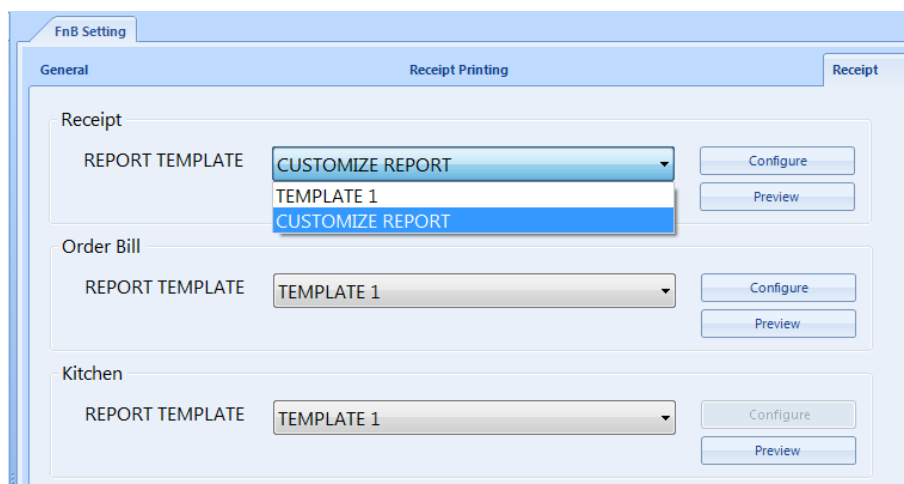 FnB Setting
General Receipt Printing Receipt
Receipt
REPORT TEMPLATE CUSTOMIZE REPORT Configure
TEMPLATE 1 Preview
CUSTOMIZE REPORT
Order Bill
REPORT TEMPLATE TEMPLATE 1 Configure
Preview
Kitchen
REPORT TEMPLATE TEMPLATE 1 Configure
Preview